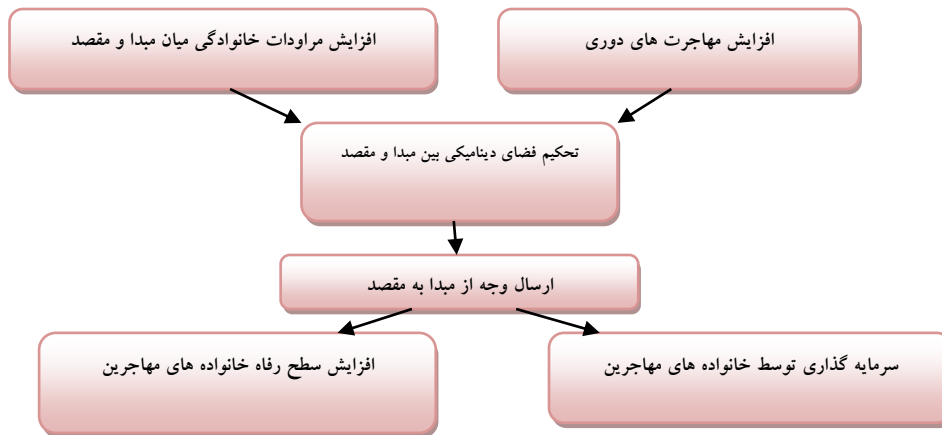 افزایش مهاجرت های دوری
افزایش مراودات خانوادگی میان مبدا و مقصد
تحکیم فضای دینامیکی بین مبدا و مقصد
ارسال وجه از مبدا به مقصد
سرمایه گذاری توسط خانواده های مهاجرین
افزایش سطح رفاه خانواده های مهاجرین